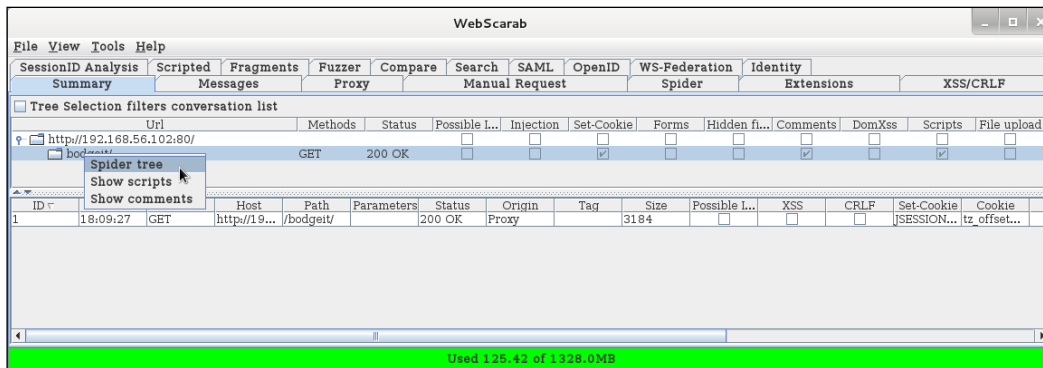 WebScarab
File View Tools Help
SessionID Analysis Scripted Fragments Fuzzer Compare Search SAML OpenID WS-Federation Identity
Summary Messages Proxy Manual Request Spider Extensions XSS/CRLF
Tree Selection filters conversation list
Url Methods Status Possible I... Injection Set-Cookie Forms Hidden fi... Comments DomXss Scripts File upload
http://192.168.56.102:80/
bodgeit/ GET 200 OK
Spider tree
Show scripts
Show comments
ID Host Path Parameters Status Origin Tag Size Possible I... XSS CRLF Set-Cookie Cookie
1 18:09:27 GET http://19... /bodgeit/ 200 OK Proxy 3184 JSESSION... tz_offset...
Used 125.42 of 1328.0MB